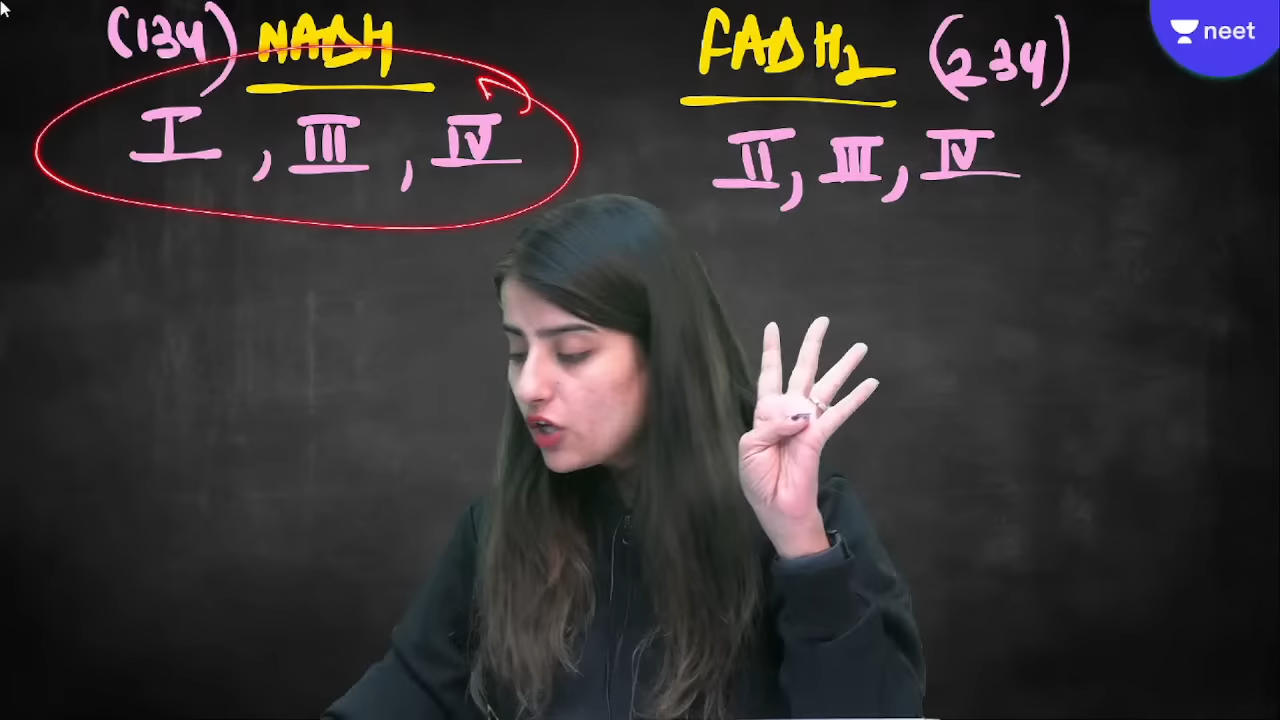 (134) NADH
I, III, IV
FADH2 (234)
II, III, IV
neet